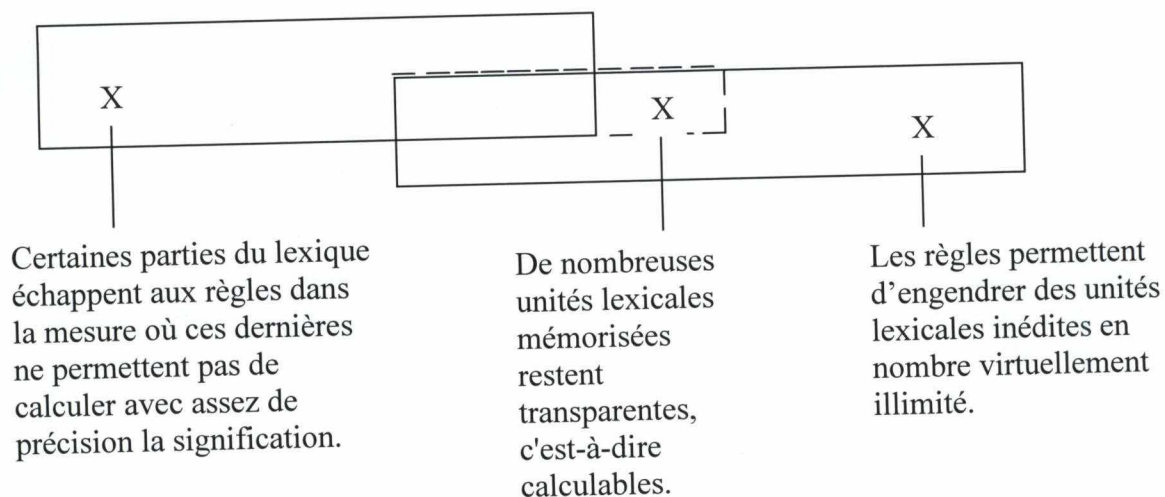 X
X
X
Certaines parties du lexique
échappent aux règles dans
la mesure où ces dernières
ne permettent pas de
calculer avec assez de
précision la signification.
De nombreuses
unités lexicales
mémorisées
restent
transparentes,
c'est-à-dire
calculables.
Les règles permettent
d'engendrer des unités
lexicales inédites en
nombre virtuellement
illimité.